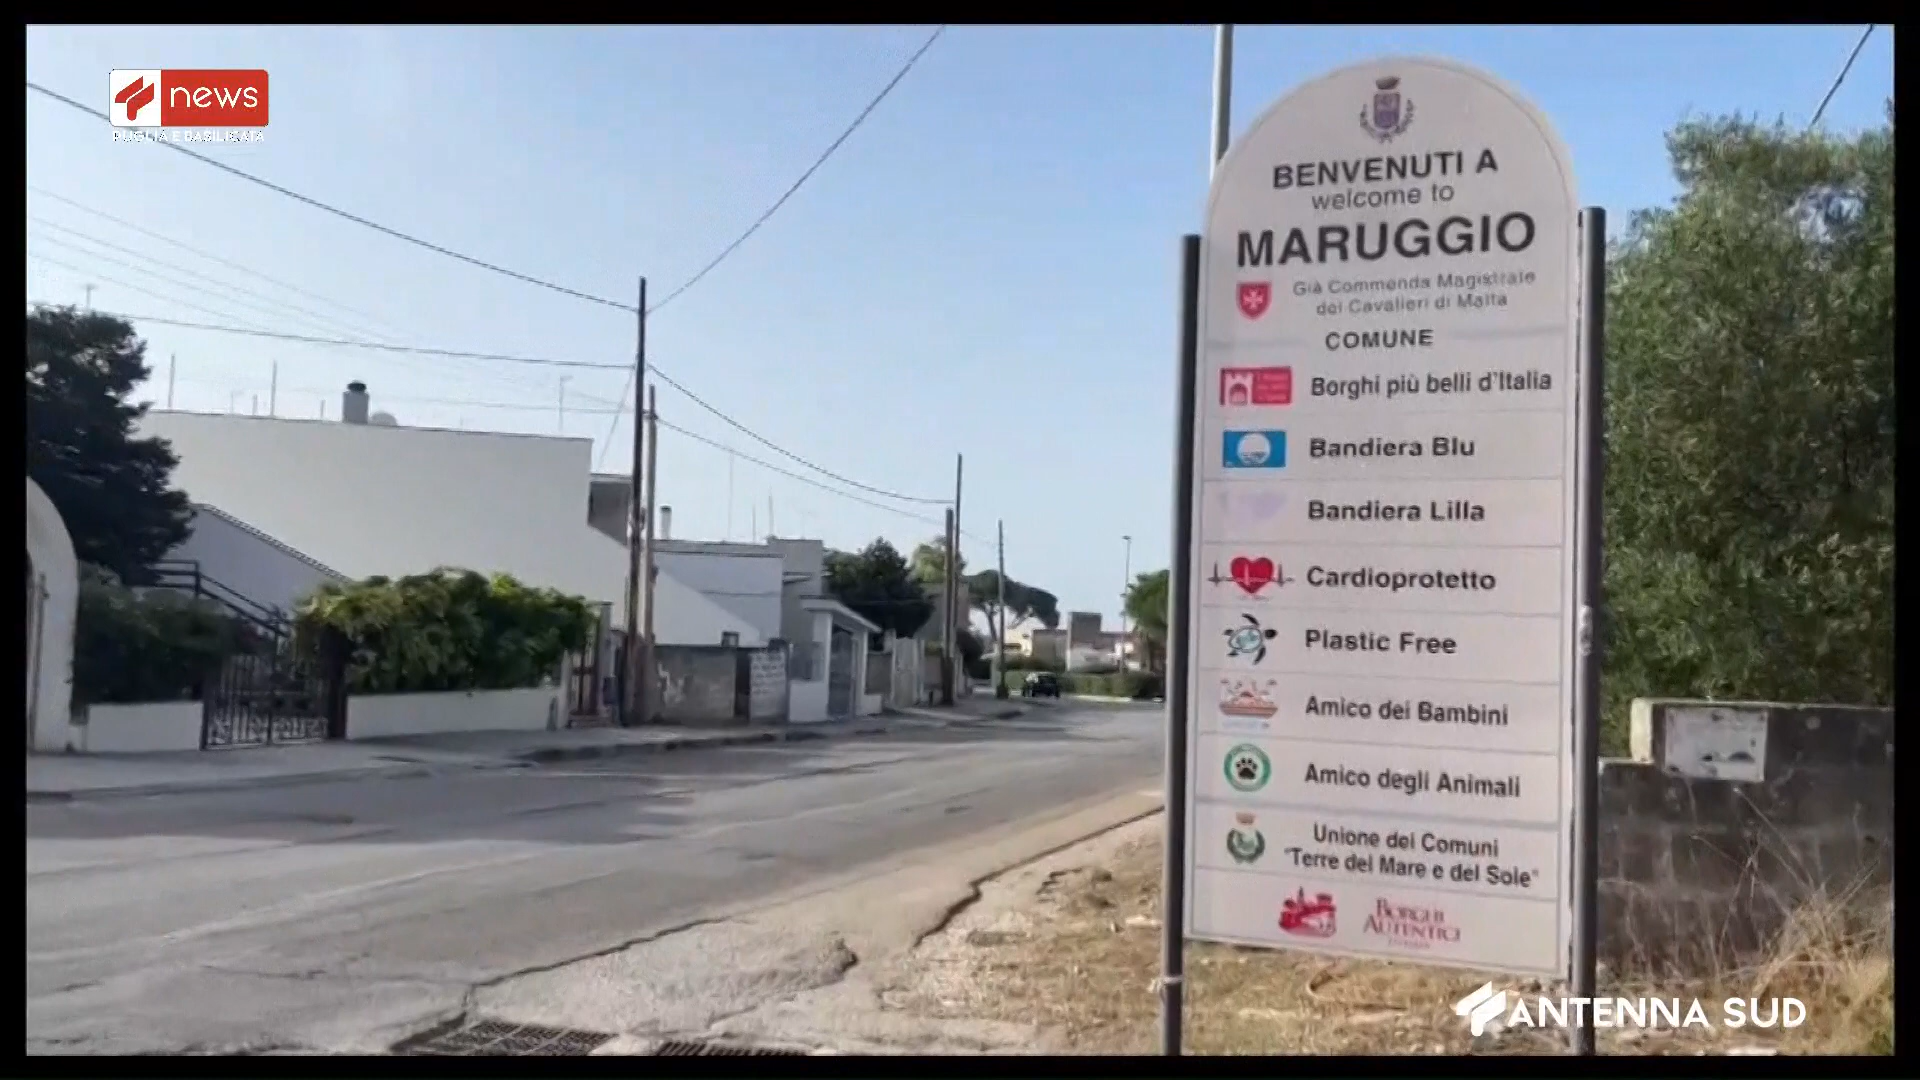 news
PUGLIA E BASILICATA
BENVENUTI A
welcome to
MARUGGIO
Già Commenda Magistrale
dei Cavalieri di Malta
COMUNE
Borghi più belli d'Italia
Bandiera Blu
Bandiera Lilla
Cardioprotetto
Plastic Free
Amico dei Bambini
Amico degli Animali
Unione dei Comuni
"Terre del Mare e del Sole"
BORGHI
AUTENTICI
ANTENNA SUD